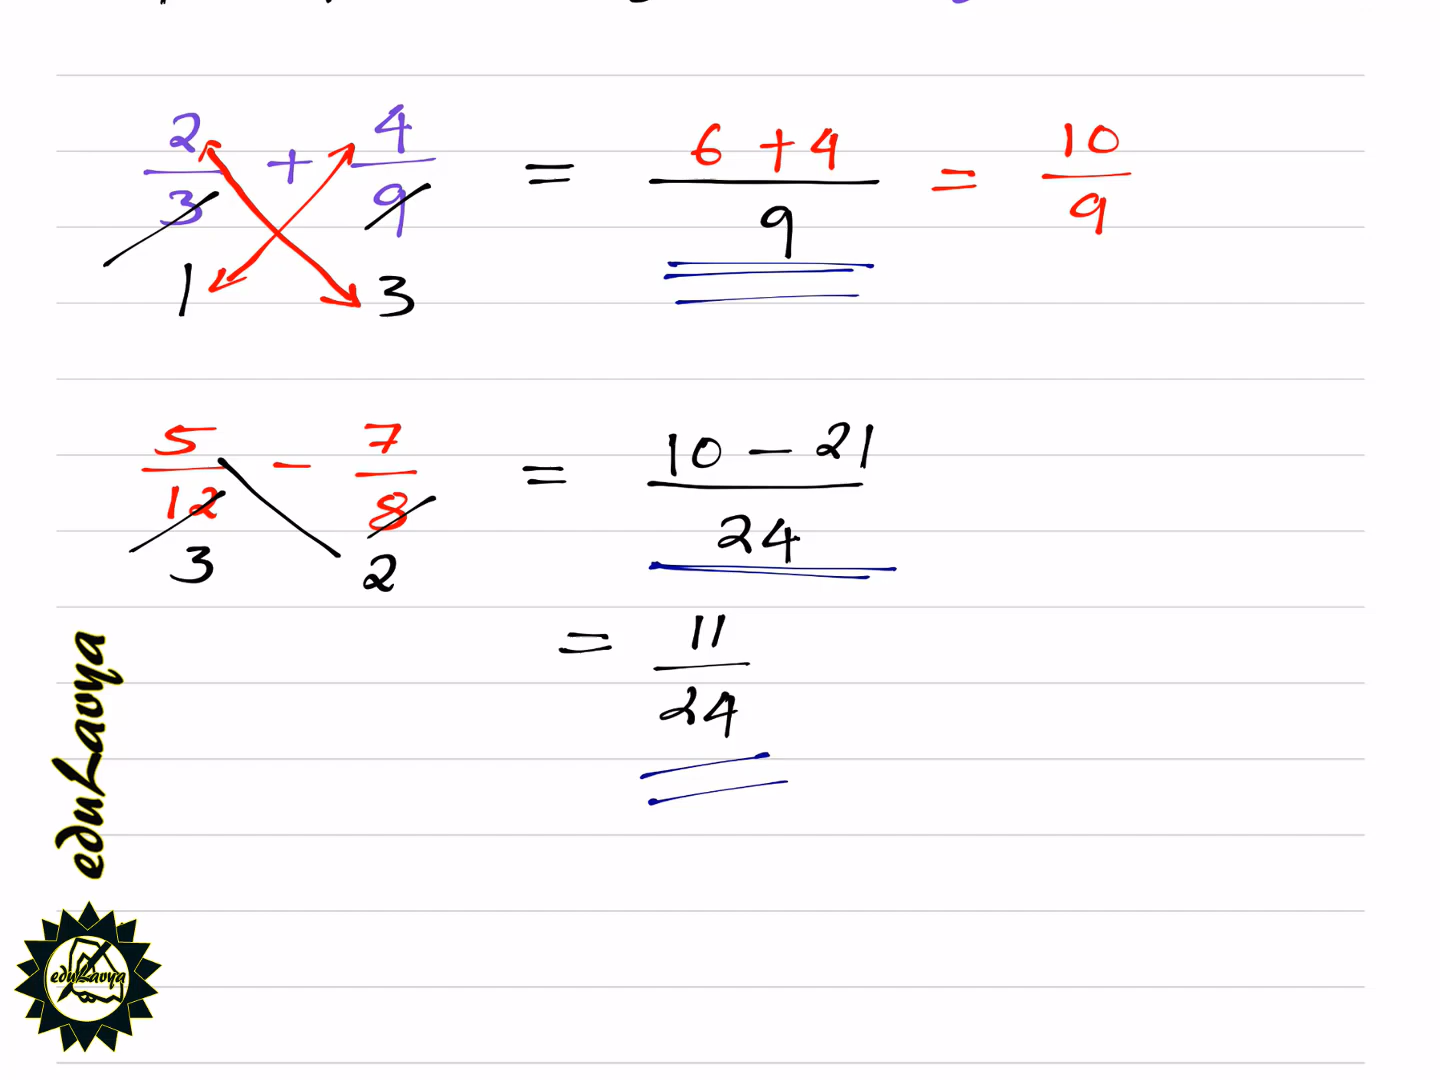 2/3 + 4/9 = 6 + 4/9 = 10/9
1 3
5/12 - 7/8 = 10 - 21/24
3 2
= 11/24
eduLavya
eduLavya